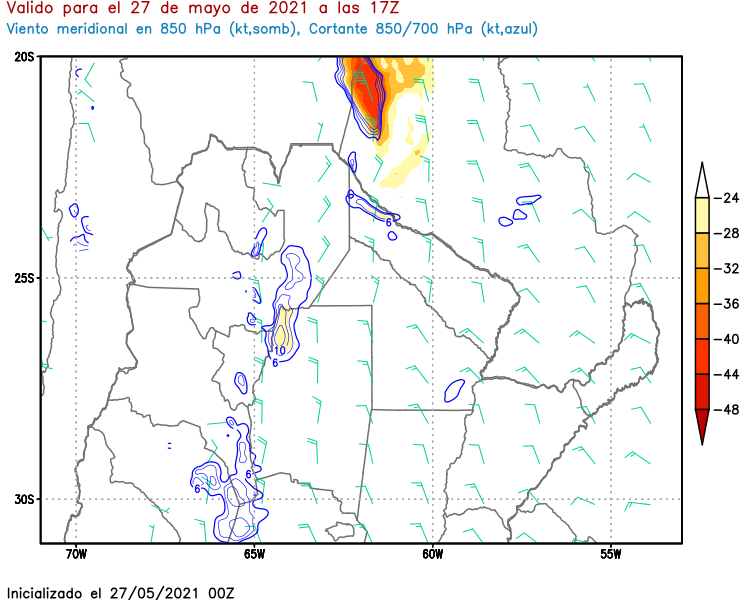 Valido para el 27 de mayo de 2021 a las 17Z
Viento meridional en 850 hPa (kt,somb), Cortante 850/700 hPa (kt,azul)
20S
25S
30S
70W
65W
60W
55W
6
10
6
6
6
-24
-28
-32
-36
-40
-44
-48
Inicializado el 27/05/2021 00Z